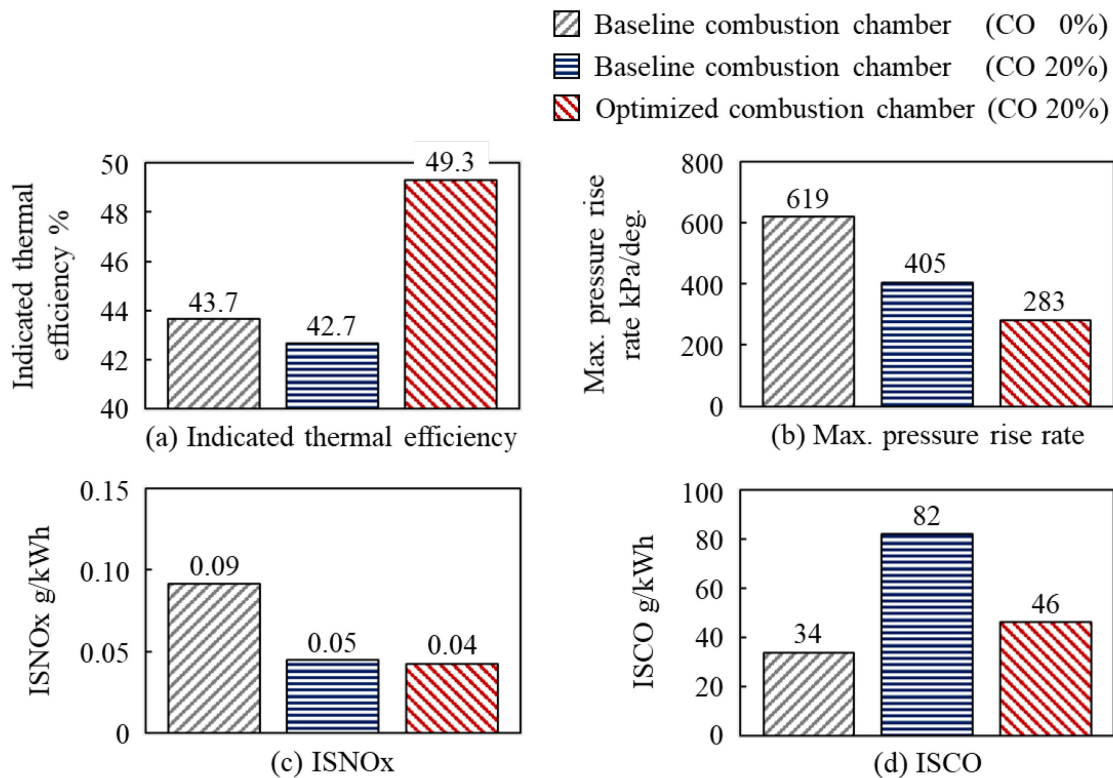 Baseline combustion chamber (CO 0%)
Baseline combustion chamber (CO 20%)
Optimized combustion chamber (CO 20%)
Indicated thermal
efficiency %
50
48
46
44
42
40
43.7
42.7
49.3
(a) Indicated thermal efficiency
Max. pressure rise
rate kPa/deg.
800
600
400
200
0
619
405
283
(b) Max. pressure rise rate
ISNOx g/kWh
0.15
0.10
0.05
0
0.09
0.05
0.04
(c) ISNOx
ISCO g/kWh
100
80
60
40
20
0
34
82
46
(d) ISCO